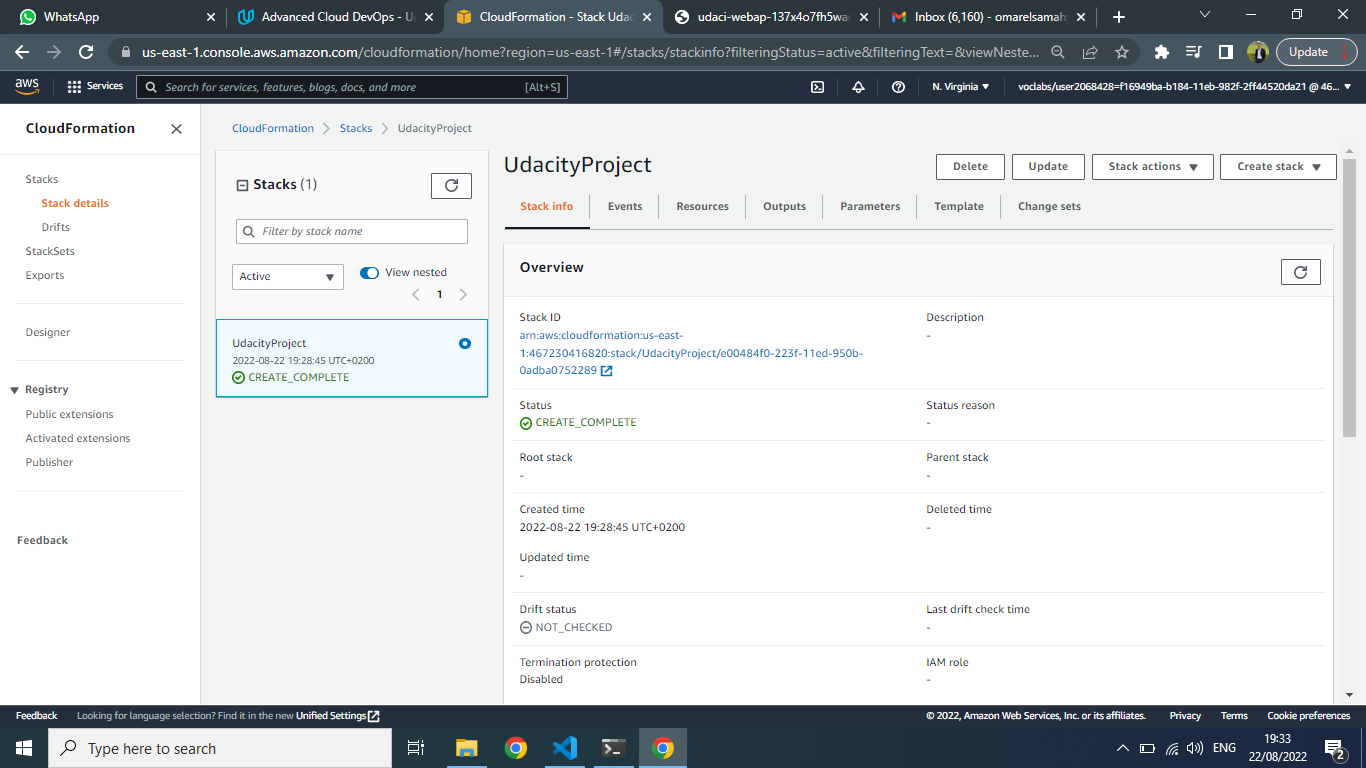 WhatsApp
Advanced Cloud DevOps - U
CloudFormation - Stack Udac
udaci-webap-137x4o7fh5wad
Inbox (6,160) - omarelsamah
us-east-1.console.aws.amazon.com/cloudformation/home?region=us-east-1#/stacks/stackinfo?filteringStatus=active&filteringText=&viewNeste...
Update
aws
Services
Search for services, features, blogs, docs, and more
[Alt+S]
N. Virginia
voclabs/user2068428=f16949ba-b184-11eb-982f-2ff44520da21 @ 46...
CloudFormation
Stacks
Stack details
Drifts
StackSets
Exports
Designer
Registry
Public extensions
Activated extensions
Publisher
Feedback
CloudFormation
Stacks
UdacityProject
Stacks (1)
Filter by stack name
Active
View nested
1
UdacityProject
2022-08-22 19:28:45 UTC+0200
CREATE_COMPLETE
UdacityProject
Delete
Update
Stack actions
Create stack
Stack info
Events
Resources
Outputs
Parameters
Template
Change sets
Overview
Stack ID
arn:aws:cloudformation:us-east-
1:467230416820:stack/UdacityProject/e00484f0-223f-11ed-950b-
0adba0752289
Description
-
Status
CREATE_COMPLETE
Status reason
-
Root stack
-
Parent stack
-
Created time
2022-08-22 19:28:45 UTC+0200
Deleted time
-
Updated time
-
Drift status
NOT_CHECKED
Last drift check time
-
Termination protection
Disabled
IAM role
-
Feedback
Looking for language selection? Find it in the new Unified Settings
© 2022, Amazon Web Services, Inc. or its affiliates.
Privacy
Terms
Cookie preferences
Type here to search
ENG
19:33
22/08/2022
2